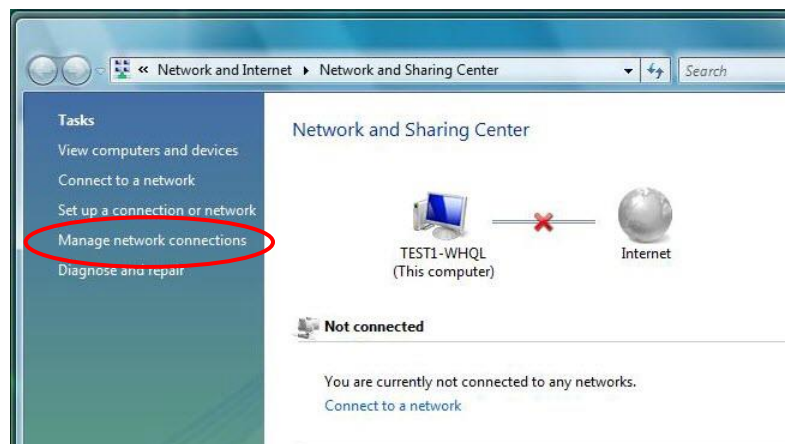 « Network and Internet ▸ Network and Sharing Center
Search
Tasks
View computers and devices
Connect to a network
Set up a connection or network
Manage network connections
Diagnose and repair
Network and Sharing Center
TEST1-WHQL
(This computer)
Internet
Not connected
You are currently not connected to any networks.
Connect to a network